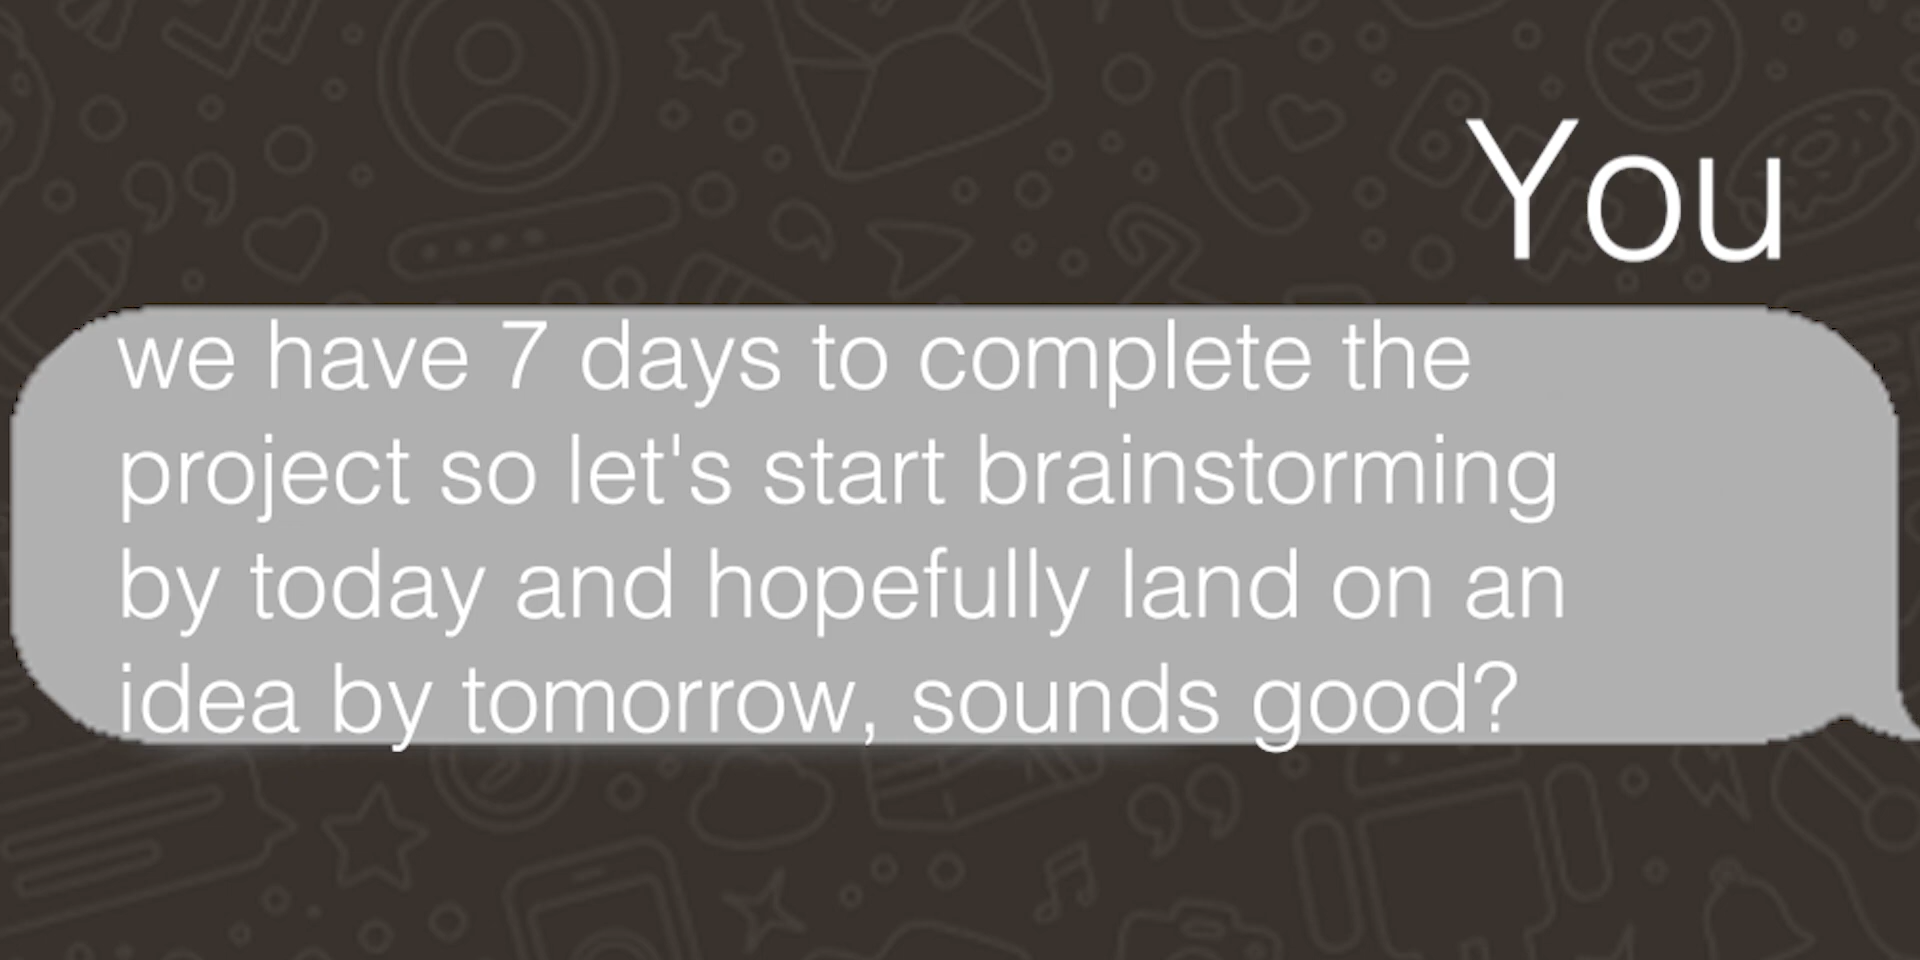 You
we have 7 days to complete the
project so let's start brainstorming
by today and hopefully land on an
idea by tomorrow, sounds good?